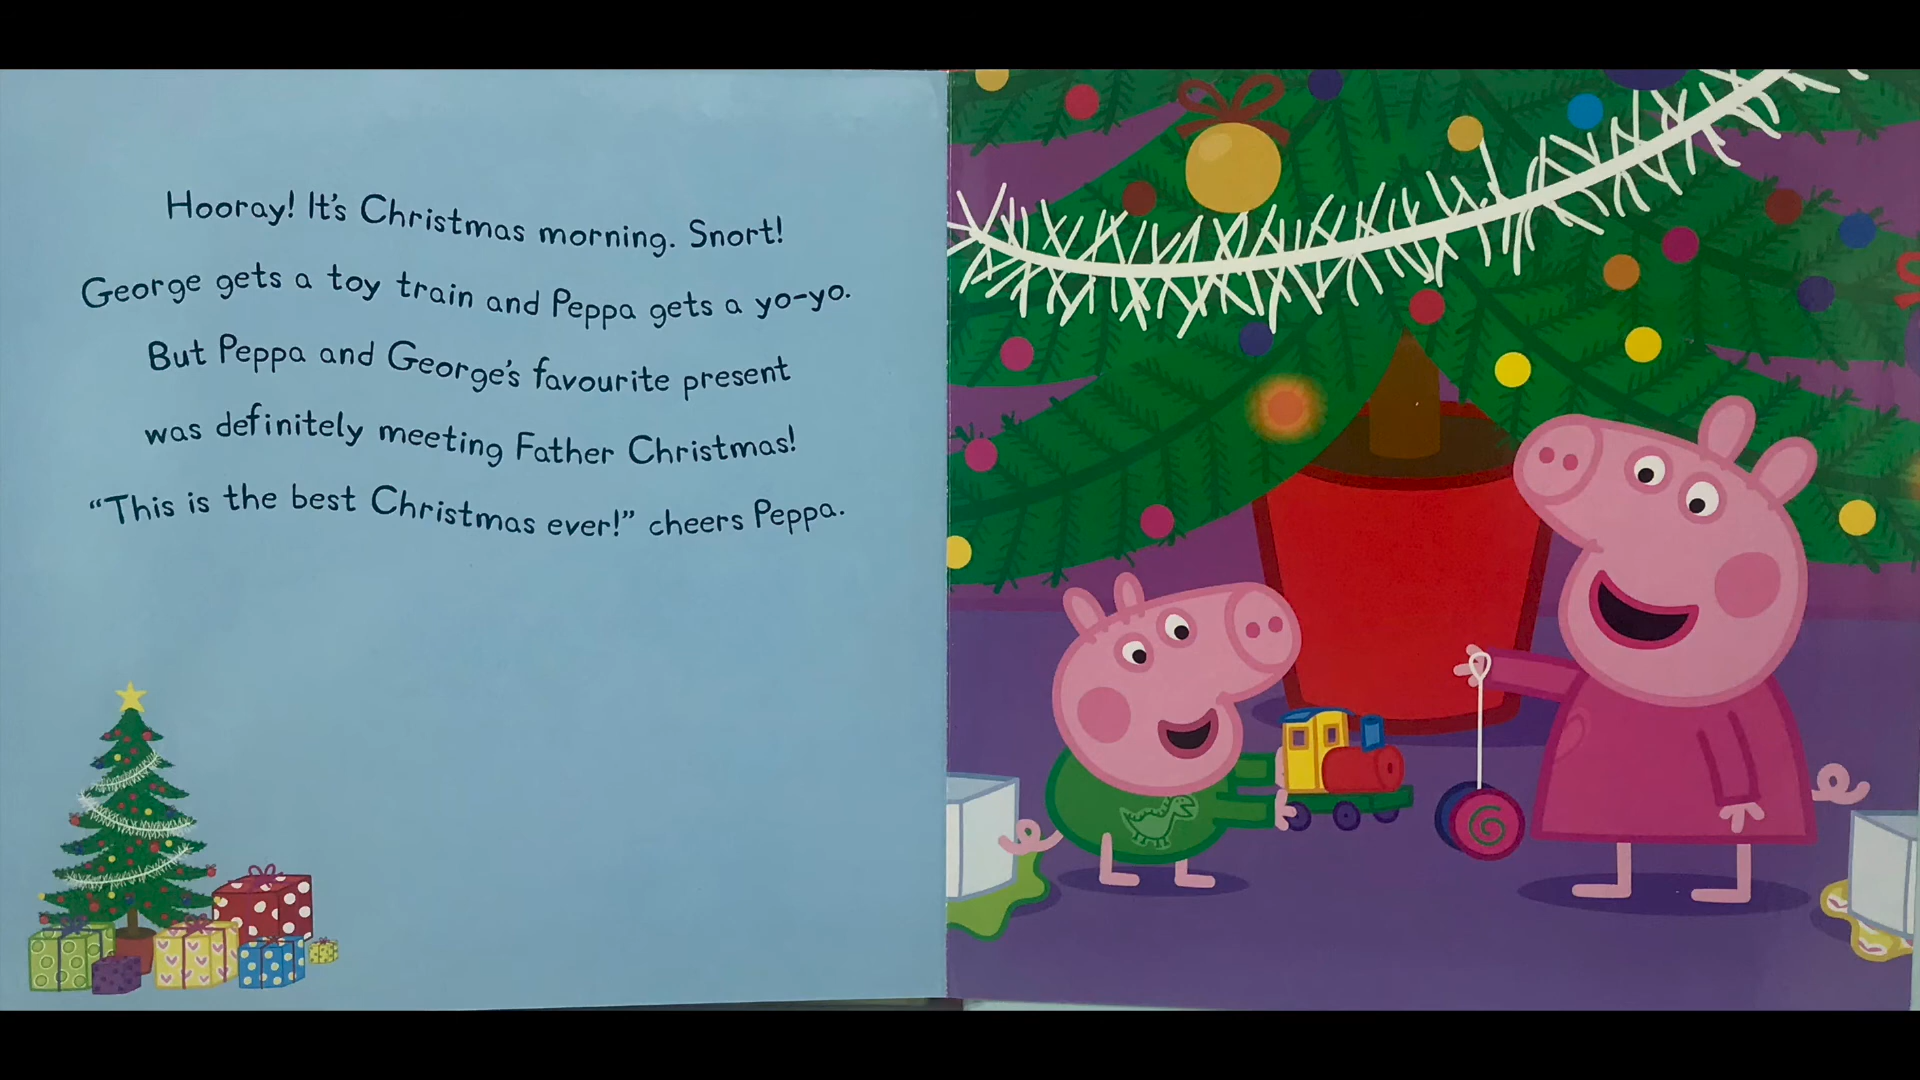 Hooray! It's Christmas morning. Snort!
George gets a toy train and Peppa gets a yo-yo.
But Peppa and George's favourite present
was definitely meeting Father Christmas!
“This is the best Christmas ever!” cheers Peppa.